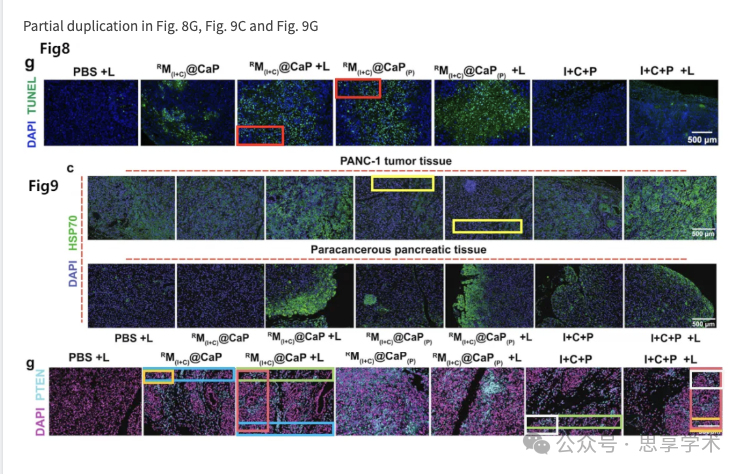 Partial duplication in Fig. 8G, Fig. 9C and Fig. 9G
Fig8
g
PBS +L RM(I+C)@CaP RM(I+C)@CaP +L RM(I+C)@CaP(P) RM(I+C)@CaP(P) +L I+C+P I+C+P +L
DAPI TUNEL
500 μm
Fig9
c
PANC-1 tumor tissue
500 μm
DAPI HSP70
Paracancerous pancreatic tissue
500 μm
PBS +L RM(I+C)@CaP RM(I+C)@CaP +L RM(I+C)@CaP(P) RM(I+C)@CaP(P) +L I+C+P I+C+P +L
g
PBS +L RM(I+C)@CaP RM(I+C)@CaP +L RM(I+C)@CaP(P) RM(I+C)@CaP(P) +L I+C+P I+C+P +L
DAPI PTEN
公众号 · 思享学术